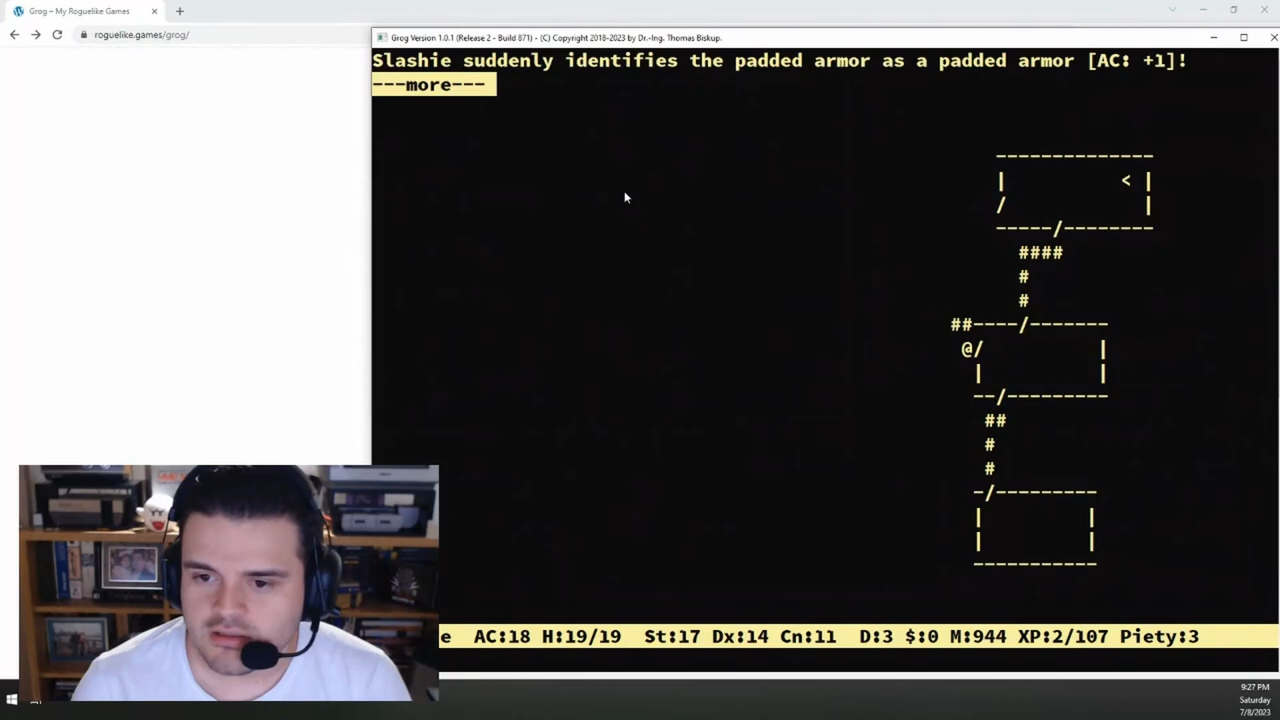 Grog – My Roguelike Games
roguelike.games/grog/
Grog Version 1.0.1 (Release 2 - Build 871) - (C) Copyright 2018-2023 by Dr.-Ing. Thomas Biskup.
Slashie suddenly identifies the padded armor as a padded armor [AC: +1]!
---more---
--------------
| < |
/ |
-----/--------
####
#
#
##----/-------
@/ |
| |
--/---------
##
#
#
-/---------
| |
| |
-----------
e AC:18 H:19/19 St:17 Dx:14 Cn:11 D:3 $:0 M:944 XP:2/107 Piety:3
9:27 PM
Saturday
7/8/2023